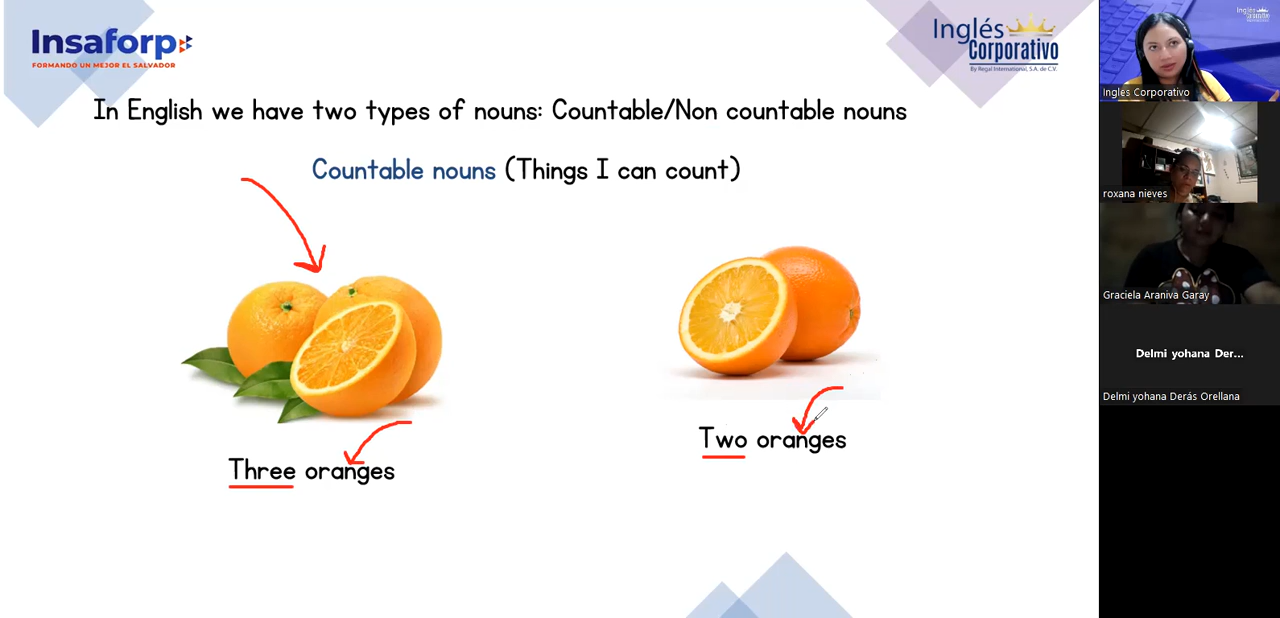 Insaforp
FORMANDO UN MEJOR EL SALVADOR
Inglés
Corporativo
By Regal International, S.A. de C.V.
In English we have two types of nouns: Countable/Non countable nouns
Countable nouns (Things I can count)
Three oranges
Two oranges
Inglés Corporativo
roxana nieves
Graciela Araniva Garay
Delmi yohana Der...
Delmi yohana Derás Orellana